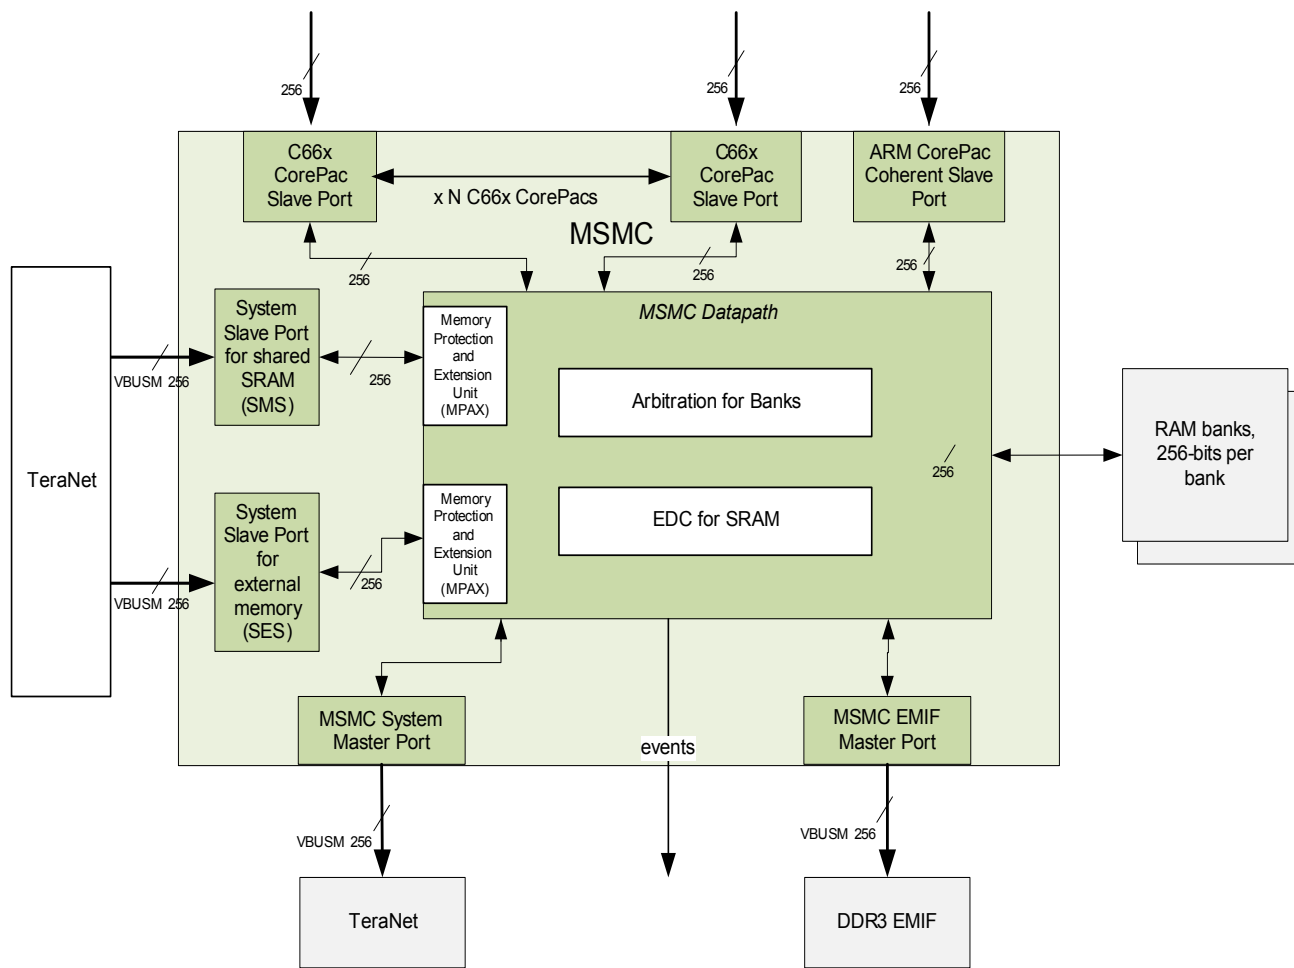 256
256
256
C66x
CorePac
Slave Port
C66x
CorePac
Slave Port
ARM CorePac
Coherent Slave
Port
x N C66x CorePacs
MSMC
256
256
256
System
Slave Port
for shared
SRAM
(SMS)
256
VBUSM 256
Memory
Protection
and
Extension
Unit
(MPAX)
MSMC Datapath
Arbitration for Banks
256
RAM banks,
256-bits per
bank
TeraNet
System
Slave Port
for
external
memory
(SES)
256
VBUSM 256
Memory
Protection
and
Extension
Unit
(MPAX)
EDC for SRAM
MSMC System
Master Port
events
MSMC EMIF
Master Port
VBUSM 256
VBUSM 256
TeraNet
DDR3 EMIF